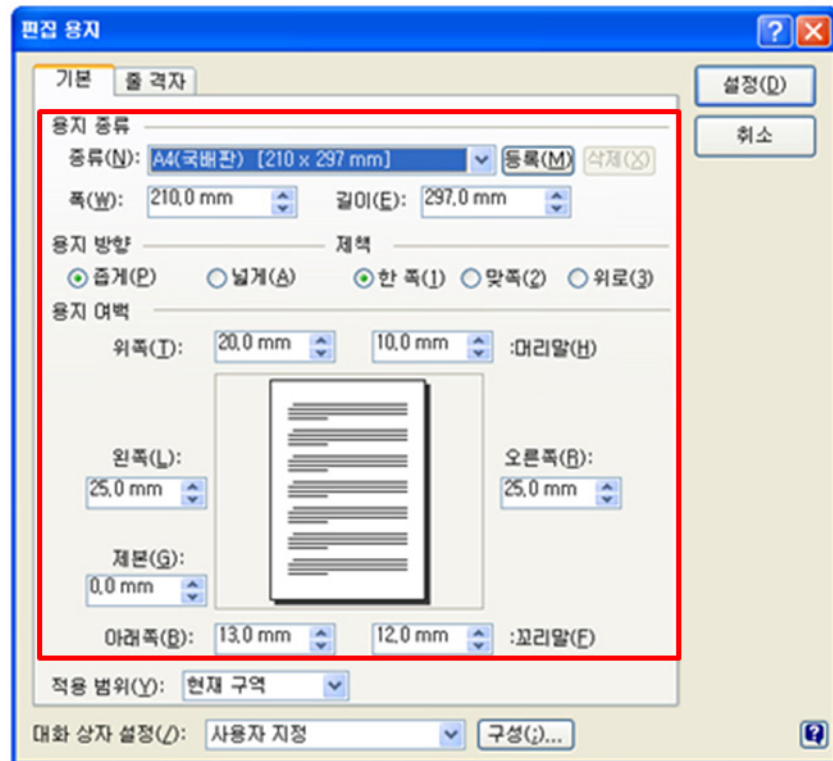 편집 용지
기본 줄 격자 설정(D)
취소
용지 종류
종류(N): A4(국배판) [210 x 297 mm] 등록(M) 삭제(X)
폭(W): 210,0 mm 길이(E): 297,0 mm
용지 방향 제책
좁게(P) 넓게(A) 한 쪽(1) 맞쪽(2) 위로(3)
용지 여백
위쪽(T): 20,0 mm 10,0 mm :머리말(H)
왼쪽(L): 오른쪽(R):
25,0 mm 25,0 mm
제본(G):
0,0 mm
아래쪽(B): 13,0 mm 12,0 mm :꼬리말(F)
적용 범위(Y): 현재 구역
대화 상자 설정(/): 사용자 지정 구성(;)...